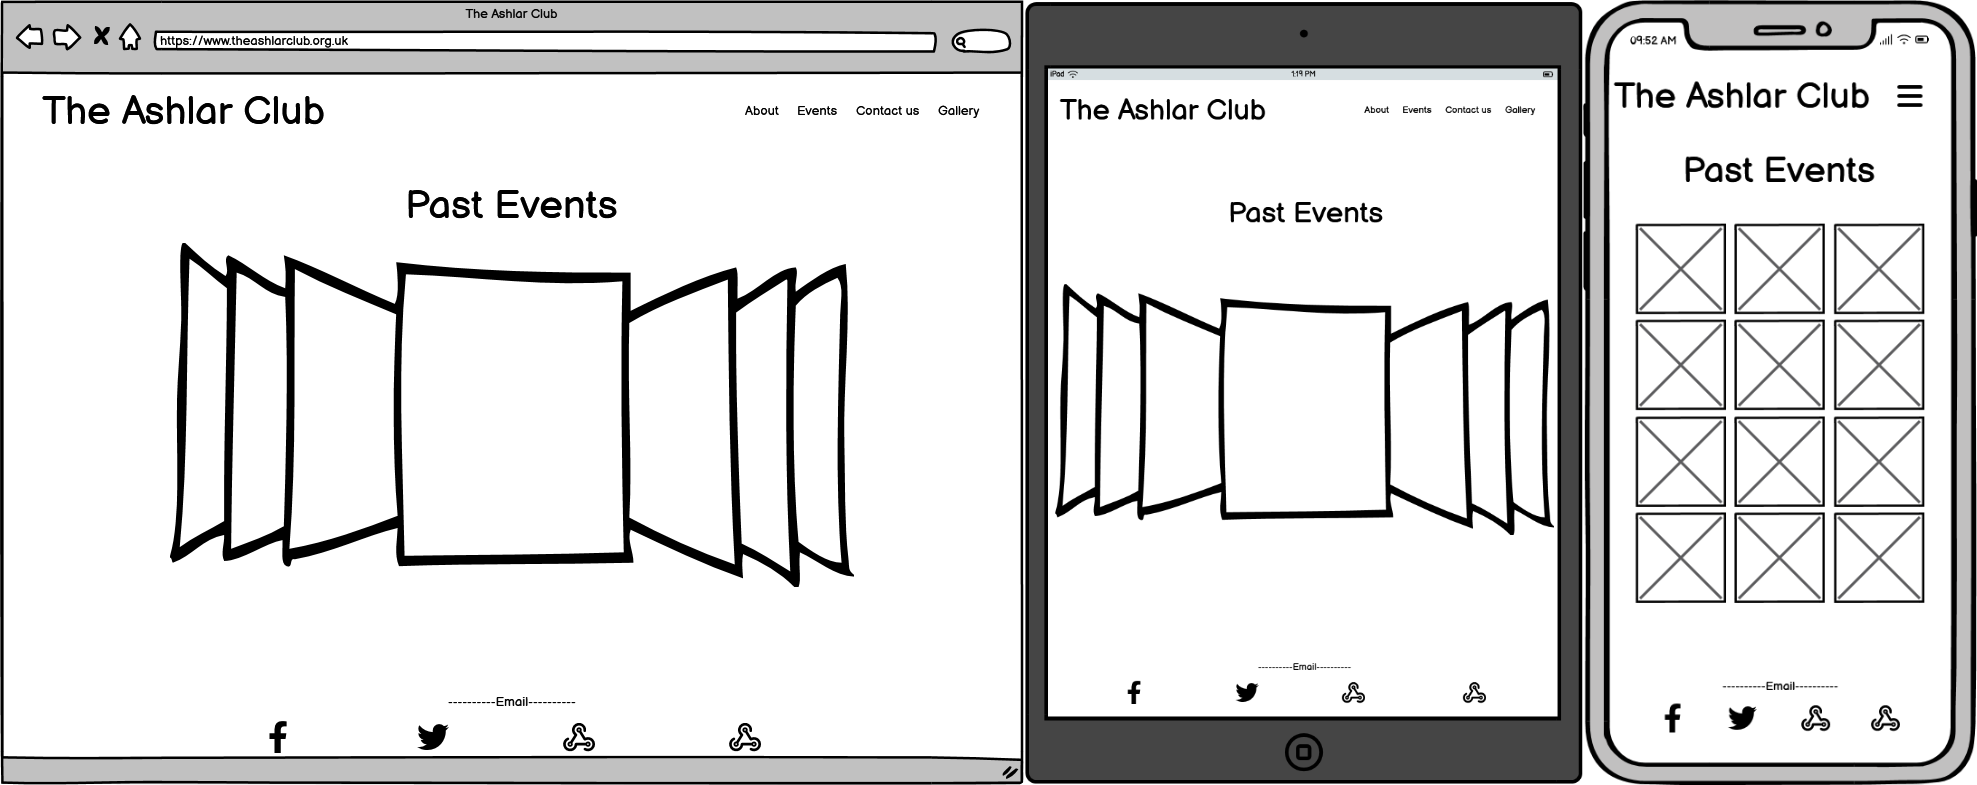 The Ashlar Club
https://www.theashlarclub.org.uk
The Ashlar Club
About Events Contact us Gallery
Past Events
----------Email----------
iPod
1:19 PM
The Ashlar Club
About Events Contact us Gallery
Past Events
----------Email----------
09:52 AM
The Ashlar Club
Past Events
----------Email----------